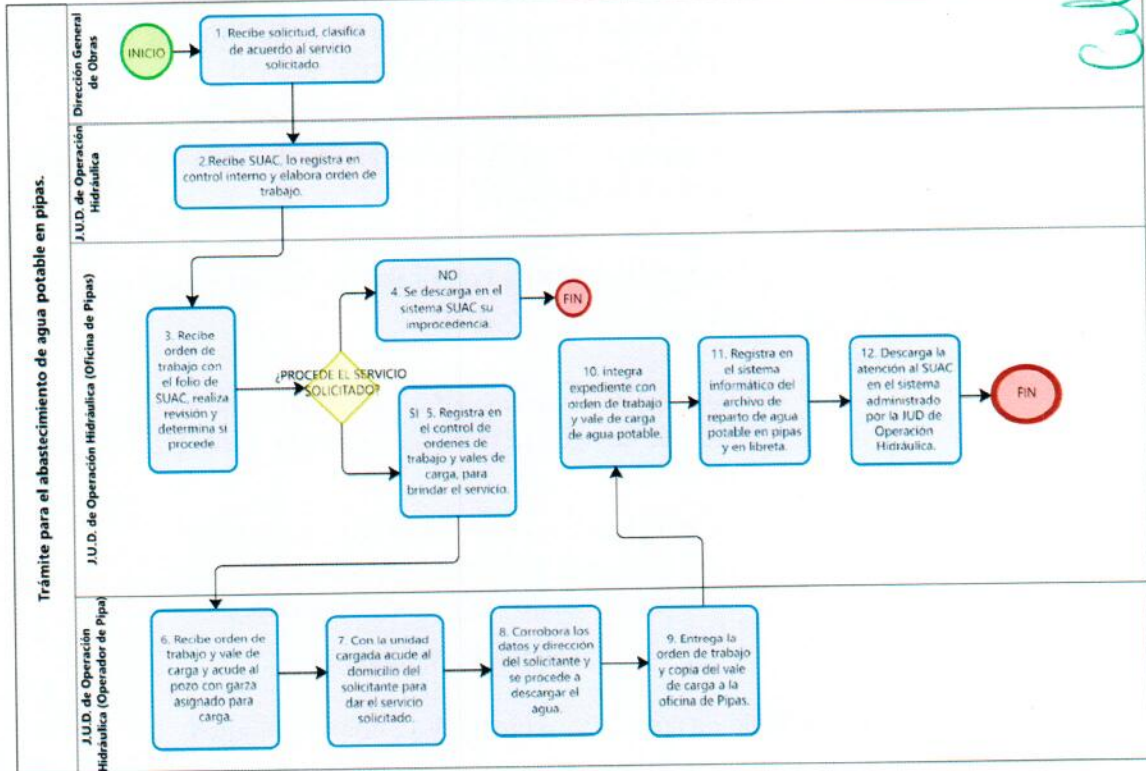 Trámite para el abastecimiento de agua potable en pipas.
Dirección General
de Obras
INICIO
1. Recibe solicitud, clasifica
de acuerdo al servicio
solicitado.
J.U.D. de Operación
Hidráulica
2.Recibe SUAC, lo registra en
control interno y elabora orden de
trabajo.
J.U.D. de Operación Hidráulica (Oficina de Pipas)
3. Recibe
orden de
trabajo con
el folio de
SUAC, realiza
revisión y
determina si
procede.
¿PROCEDE EL SERVICIO
SOLICITADO?
NO
4. Se descarga en el
sistema SUAC su
improcedencia.
FIN
SI 5. Registra en
el control de
ordenes de
trabajo y vales de
carga, para
brindar el servicio.
J.U.D. de Operación
Hidráulica (Operador de Pipa)
6. Recibe orden de
trabajo y vale de
carga y acude al
pozo con garza
asignado para
carga.
7. Con la unidad
cargada acude al
domicilio del
solicitante para
dar el servicio
solicitado.
8. Corrobora los
datos y dirección
del solicitante y
se procede a
descargar el
agua.
9. Entrega la
orden de trabajo
y copia del vale
de carga a la
oficina de Pipas.
10. integra
expediente con
orden de trabajo
y vale de carga
de agua potable.
11. Registra en
el sistema
informático del
archivo de
reparto de agua
potable en pipas
y en libreta.
12. Descarga la
atención al SUAC
en el sistema
administrado
por la JUD de
Operación
Hidráulica.
FIN